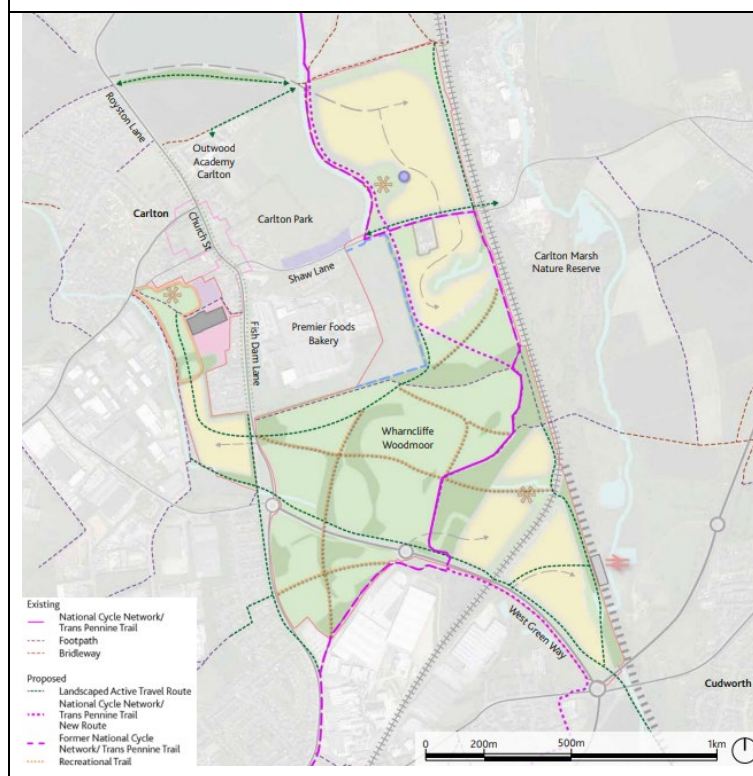 Royston Lane
Outwood
Academy
Carlton
Carlton
Church St
Carlton Park
Shaw Lane
Carlton Marsh
Nature Reserve
Premier Foods
Bakery
Fish Dam Lane
Wharncliffe
Woodmoor
West Green Way
Cudworth
Existing
National Cycle Network/
Trans Pennine Trail
Footpath
Bridleway
Proposed
Landscaped Active Travel Route
National Cycle Network/
Trans Pennine Trail
New Route
Former National Cycle
Network/ Trans Pennine Trail
Recreational Trail
0 200m 500m 1km